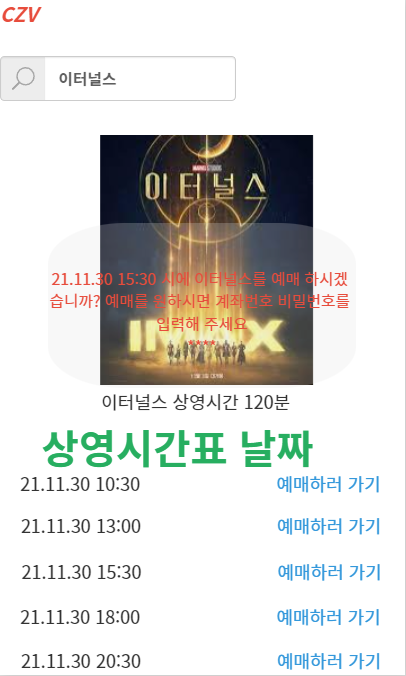 CZV
이터널스
MARVEL STUDIOS
이터널스
21.11.30 15:30 시에 이터널스를 예매 하시겠
습니까? 예매를 원하시면 계좌번호 비밀번호를
입력해 주세요
****
IMAX
이터널스 상영시간 120분
상영시간표 날짜
21.11.30 10:30 예매하러 가기
21.11.30 13:00 예매하러 가기
21.11.30 15:30 예매하러 가기
21.11.30 18:00 예매하러 가기
21.11.30 20:30 예매하러 가기